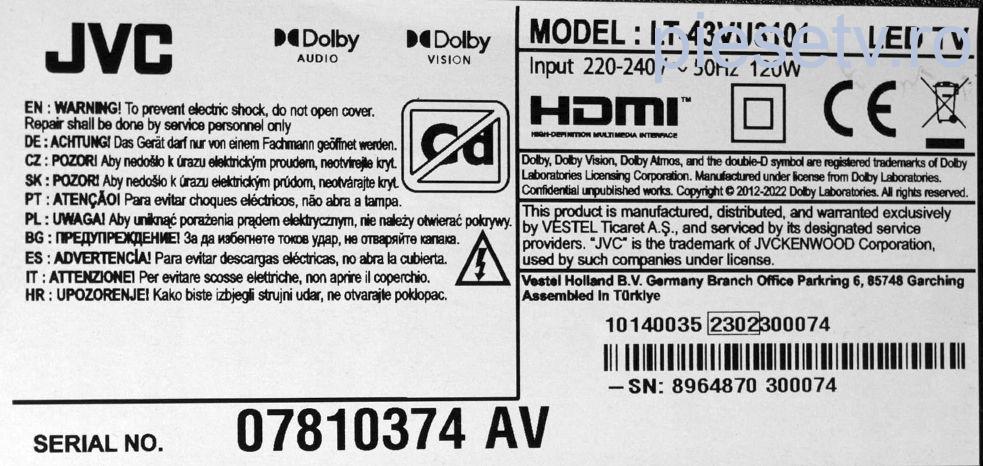 JVC
Dolby
AUDIO
Dolby
VISION
EN : WARNING! To prevent electric shock, do not open cover.
Repair shall be done by service personnel only
DE : ACHTUNG! Das Gerät darf nur von einem Fachmann geöffnet werden.
CZ : POZOR! Aby nedošlo k úrazu elektrickým proudem, neotvírejte kryt.
SK : POZOR! Aby nedošlo k úrazu elektrickým prúdom, neotvárajte kryt.
PT : ATENÇÃO! Para evitar choques eléctricos, não abra a tampa.
PL : UWAGA! Aby uniknąć porażenia prądem elektrycznym, nie należy otwierać pokrywy.
BG : ПРЕДУПРЕЖДЕНИЕ! За да избегнете токов удар, не отваряйте капака.
ES : ADVERTENCIA! Para evitar descargas eléctricas, no abra la cubierta.
IT : ATTENZIONE! Per evitare scosse elettriche, non aprire il coperchio.
HR : UPOZORENJE! Kako biste izbjegli strujni udar, ne otvarajte poklopac.
Cd
SERIAL NO. 07810374 AV
MODEL : LT-43VU3101 LED TV
piesetv.ro
Input 220-240V ~ 50Hz 120W
HDMI™
HIGH-DEFINITION MULTIMEDIA INTERFACE
CE
Dolby, Dolby Vision, Dolby Atmos, and the double-D symbol are registered trademarks of Dolby
Laboratories Licensing Corporation. Manufactured under license from Dolby Laboratories.
Confidential unpublished works. Copyright © 2012-2022 Dolby Laboratories. All rights reserved.
This product is manufactured, distributed, and warranted exclusively
by VESTEL Ticaret A.Ş., and serviced by its designated service
providers. "JVC" is the trademark of JVCKENWOOD Corporation,
used by such companies under license.
Vestel Holland B.V. Germany Branch Office Parkring 6, 85748 Garching
Assembled In Türkiye
10140035 2302 300074
–SN: 8964870 300074